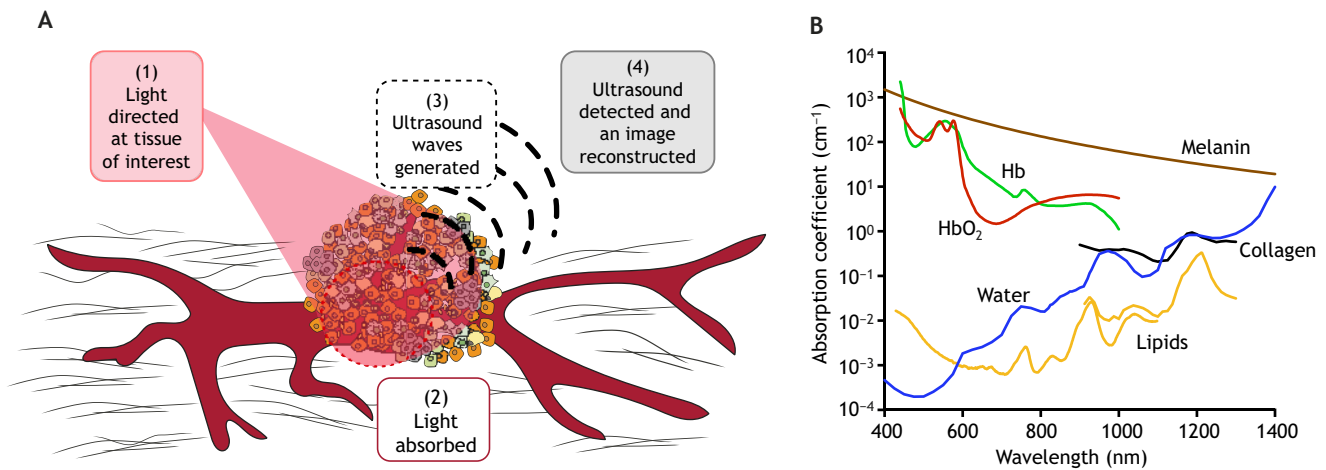 A
(1)
Light
directed
at tissue
of interest
(3)
Ultrasound
waves
generated
(4)
Ultrasound
detected and
an image
reconstructed
(2)
Light
absorbed
B
Absorption coefficient (cm⁻¹)
10⁴
10³
10²
10¹
10⁰
10⁻¹
10⁻²
10⁻³
10⁻⁴
Melanin
Hb
HbO₂
Collagen
Water
Lipids
400
600
800
1000
1200
1400
Wavelength (nm)